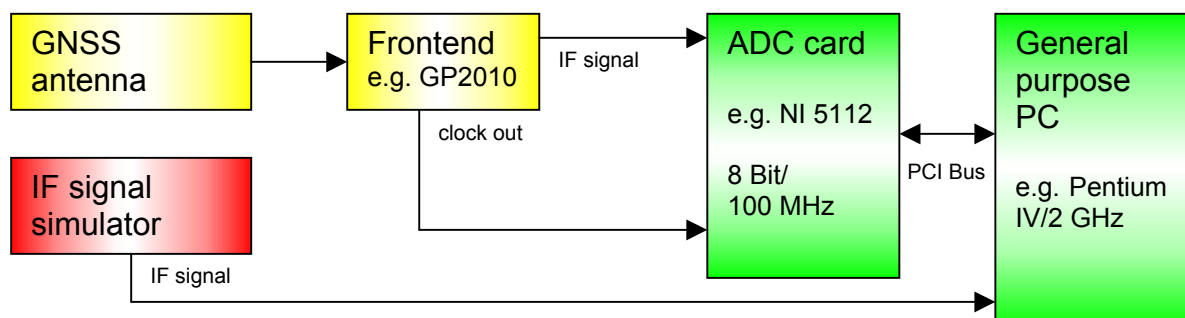 GNSS
antenna
Frontend
e.g. GP2010
IF signal
clock out
ADC card
e.g. NI 5112
8 Bit/
100 MHz
PCI Bus
General
purpose
PC
e.g. Pentium
IV/2 GHz
IF signal
simulator
IF signal